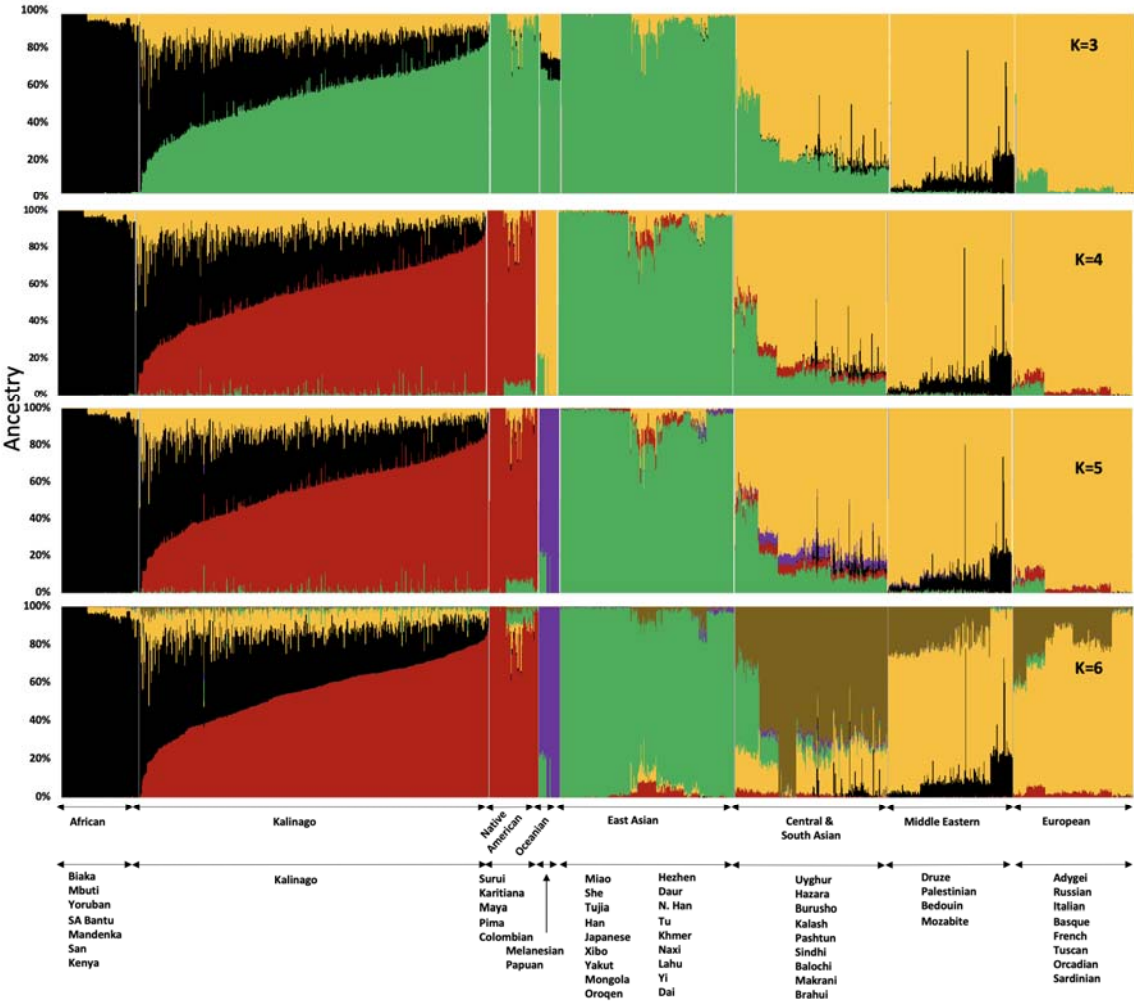 100%
80%
60%
40%
20%
0%
K=3
100%
80%
60%
40%
20%
0%
K=4
Ancestry
100%
80%
60%
40%
20%
0%
K=5
100%
80%
60%
40%
20%
0%
K=6
African
Kalinago
Native
American
Oceanian
East Asian
Central &
South Asian
Middle Eastern
European
Biaka
Mbuti
Yoruban
SA Bantu
Mandenka
San
Kenya
Kalinago
Surui
Karitiana
Maya
Pima
Colombian
Melanesian
Papuan
Miao
She
Tujia
Han
Japanese
Xibo
Yakut
Mongola
Oroqen
Hezhen
Daur
N. Han
Tu
Khmer
Naxi
Lahu
Yi
Dai
Uyghur
Hazara
Burusho
Kalash
Pashtun
Sindhi
Balochi
Makrani
Brahui
Druze
Palestinian
Bedouin
Mozabite
Adygei
Russian
Italian
Basque
French
Tuscan
Orcadian
Sardinian